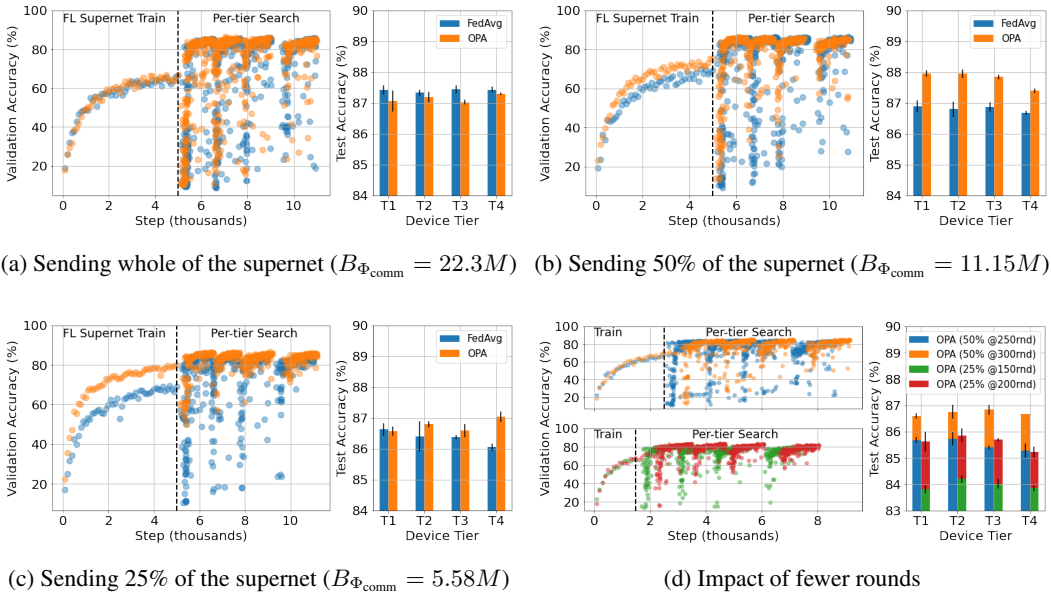 FL Supernet Train
Per-tier Search
Validation Accuracy (%)
100
80
60
40
20
0
2
4
6
8
10
Step (thousands)
FedAvg
OPA
Test Accuracy (%)
90
89
88
87
86
85
84
T1
T2
T3
T4
Device Tier
FL Supernet Train
Per-tier Search
Validation Accuracy (%)
100
80
60
40
20
0
2
4
6
8
10
Step (thousands)
FedAvg
OPA
Test Accuracy (%)
90
89
88
87
86
85
84
T1
T2
T3
T4
Device Tier
(a) Sending whole of the supernet (B_{Φ_{comm}} = 22.3M)
(b) Sending 50% of the supernet (B_{Φ_{comm}} = 11.15M)
FL Supernet Train
Per-tier Search
Validation Accuracy (%)
100
80
60
40
20
0
2
4
6
8
10
Step (thousands)
FedAvg
OPA
Test Accuracy (%)
90
89
88
87
86
85
84
T1
T2
T3
T4
Device Tier
Train
Per-tier Search
Validation Accuracy (%)
100
80
60
40
20
Train
Per-tier Search
100
80
60
40
20
0
2
4
6
8
Step (thousands)
OPA (50% @250rnd)
OPA (50% @300rnd)
OPA (25% @150rnd)
OPA (25% @200rnd)
Test Accuracy (%)
90
89
88
87
86
85
84
83
T1
T2
T3
T4
Device Tier
(c) Sending 25% of the supernet (B_{Φ_{comm}} = 5.58M)
(d) Impact of fewer rounds